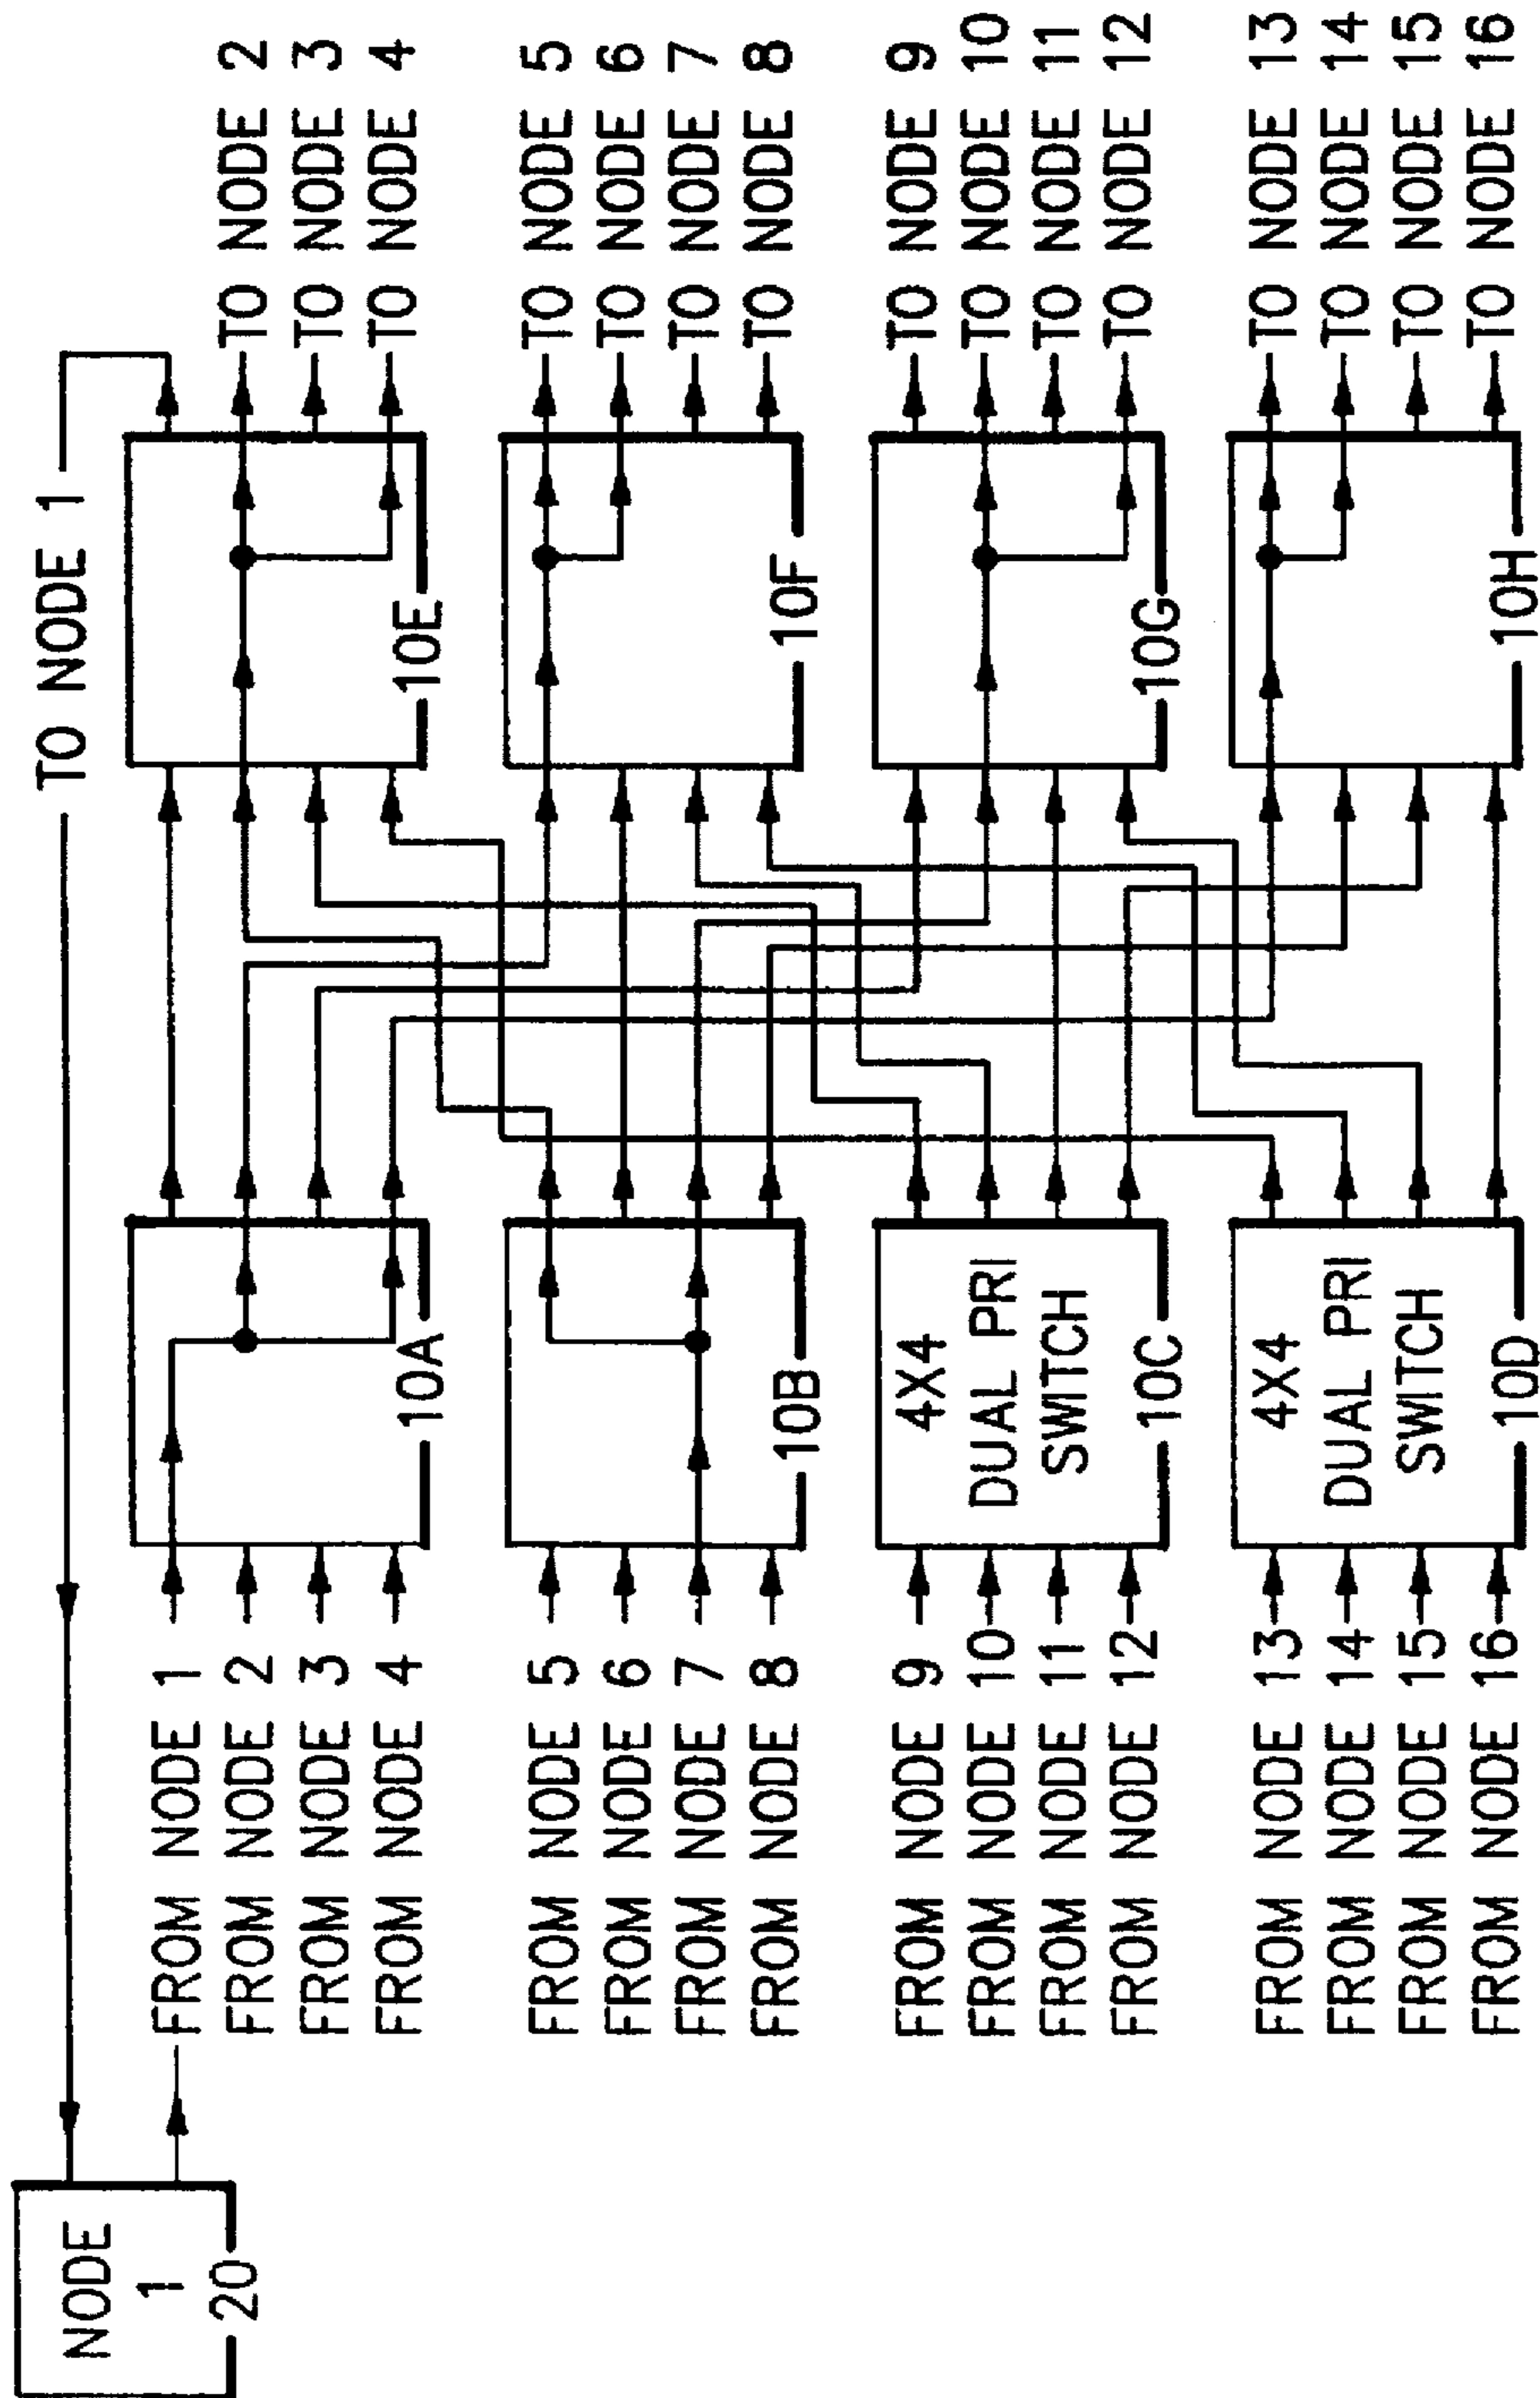 NODE
1
20
TO NODE 1
FROM NODE 1
FROM NODE 2
FROM NODE 3
FROM NODE 4
10A
10E
TO NODE 2
TO NODE 3
TO NODE 4
FROM NODE 5
FROM NODE 6
FROM NODE 7
FROM NODE 8
10B
10F
TO NODE 5
TO NODE 6
TO NODE 7
TO NODE 8
FROM NODE 9
FROM NODE 10
FROM NODE 11
FROM NODE 12
4X4
DUAL PRI
SWITCH
10C
10G
TO NODE 9
TO NODE 10
TO NODE 11
TO NODE 12
FROM NODE 13
FROM NODE 14
FROM NODE 15
FROM NODE 16
4X4
DUAL PRI
SWITCH
10D
10H
TO NODE 13
TO NODE 14
TO NODE 15
TO NODE 16